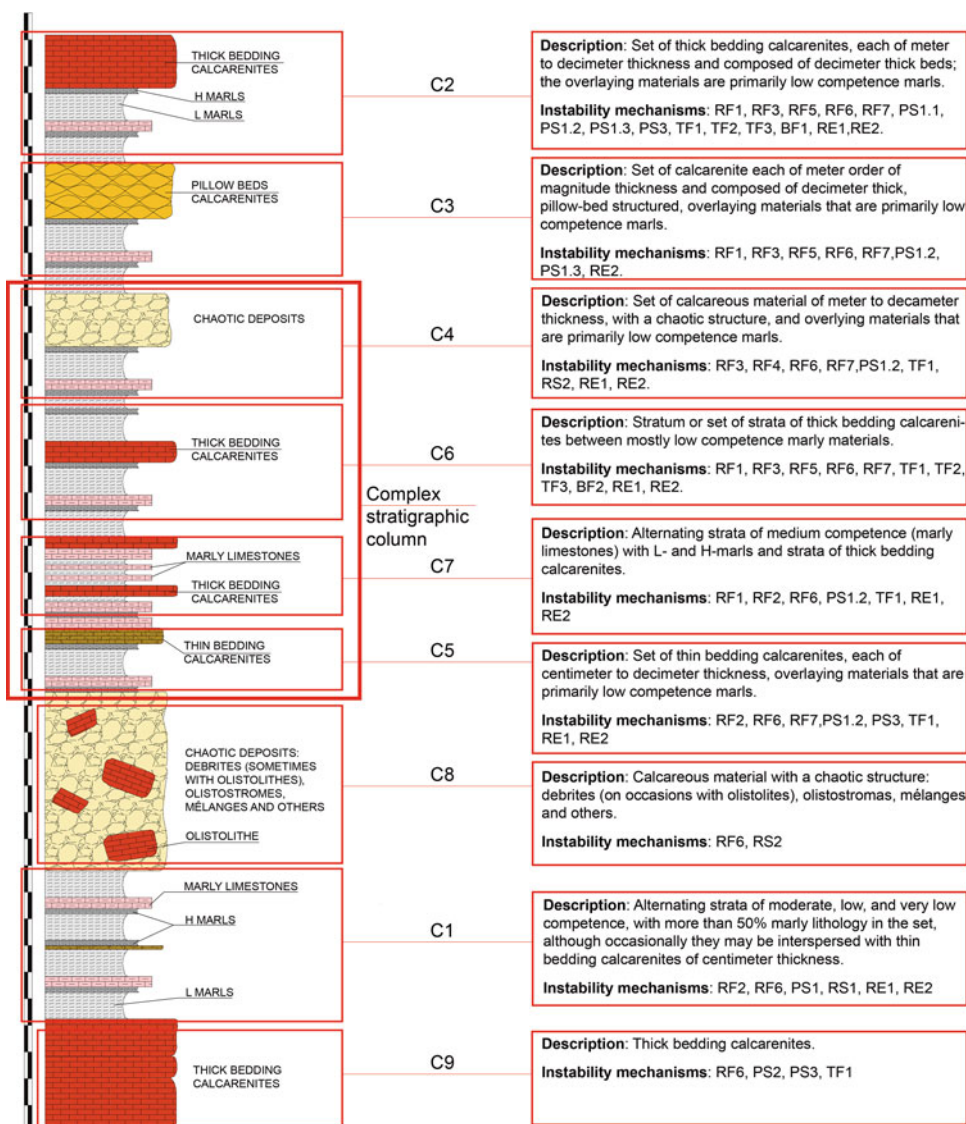 THICK BEDDING
CALCARENITES
H MARLS
L MARLS
C2
Description: Set of thick bedding calcarenites, each of meter
to decimeter thickness and composed of decimeter thick beds;
the overlaying materials are primarily low competence marls.
Instability mechanisms: RF1, RF3, RF5, RF6, RF7, PS1.1,
PS1.2, PS1.3, PS3, TF1, TF2, TF3, BF1, RE1,RE2.
PILLOW BEDS
CALCARENITES
C3
Description: Set of calcarenite each of meter order of
magnitude thickness and composed of decimeter thick,
pillow-bed structured, overlaying materials that are primarily low
competence marls.
Instability mechanisms: RF1, RF3, RF5, RF6, RF7,PS1.2,
PS1.3, RE2.
CHAOTIC DEPOSITS
C4
Description: Set of calcareous material of meter to decameter
thickness, with a chaotic structure, and overlying materials that
are primarily low competence marls.
Instability mechanisms: RF3, RF4, RF6, RF7,PS1.2, TF1,
RS2, RE1, RE2.
THICK BEDDING
CALCARENITES
C6
Description: Stratum or set of strata of thick bedding calcareni-
tes between mostly low competence marly materials.
Instability mechanisms: RF1, RF3, RF5, RF6, RF7, TF1, TF2,
TF3, BF2, RE1, RE2.
Complex
stratigraphic
column
MARLY LIMESTONES
THICK BEDDING
CALCARENITES
C7
Description: Alternating strata of medium competence (marly
limestones) with L- and H-marls and strata of thick bedding
calcarenites.
Instability mechanisms: RF1, RF2, RF6, PS1.2, TF1, RE1,
RE2
THIN BEDDING
CALCARENITES
C5
Description: Set of thin bedding calcarenites, each of
centimeter to decimeter thickness, overlaying materials that are
primarily low competence marls.
Instability mechanisms: RF2, RF6, RF7,PS1.2, PS3, TF1,
RE1, RE2
CHAOTIC DEPOSITS:
DEBRITES (SOMETIMES
WITH OLISTOLITHES),
OLISTOSTROMES,
MÉLANGES AND OTHERS
OLISTOLITHE
C8
Description: Calcareous material with a chaotic structure:
debrites (on occasions with olistolites), olistostromas, mélanges
and others.
Instability mechanisms: RF6, RS2
MARLY LIMESTONES
H MARLS
L MARLS
C1
Description: Alternating strata of moderate, low, and very low
competence, with more than 50% marly lithology in the set,
although occasionally they may be interspersed with thin
bedding calcarenites of centimeter thickness.
Instability mechanisms: RF2, RF6, PS1, RS1, RE1, RE2
THICK BEDDING
CALCARENITES
C9
Description: Thick bedding calcarenites.
Instability mechanisms: RF6, PS2, PS3, TF1